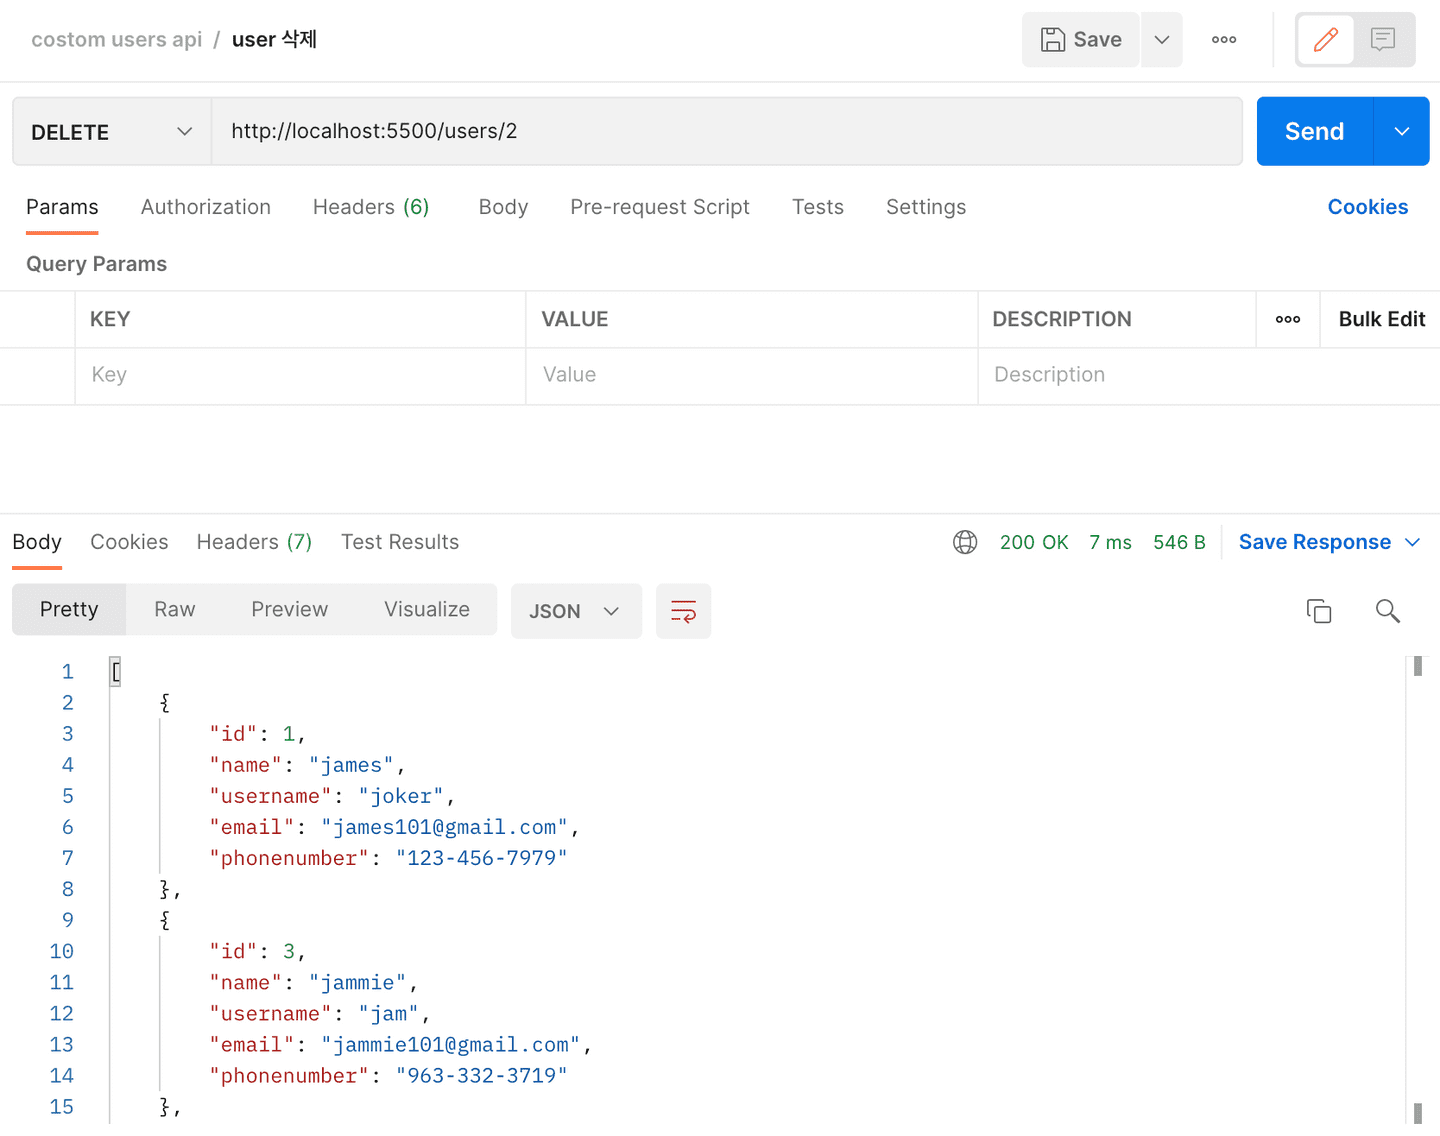 costom users api / user 삭제
Save
DELETE
http://localhost:5500/users/2
Send
Params Authorization Headers (6) Body Pre-request Script Tests Settings Cookies
Query Params
KEY VALUE DESCRIPTION Bulk Edit
Key Value Description
Body Cookies Headers (7) Test Results 200 OK 7 ms 546 B Save Response
Pretty Raw Preview Visualize JSON
1 [
2 {
3 "id": 1,
4 "name": "james",
5 "username": "joker",
6 "email": "james101@gmail.com",
7 "phonenumber": "123-456-7979"
8 },
9 {
10 "id": 3,
11 "name": "jammie",
12 "username": "jam",
13 "email": "jammie101@gmail.com",
14 "phonenumber": "963-332-3719"
15 },